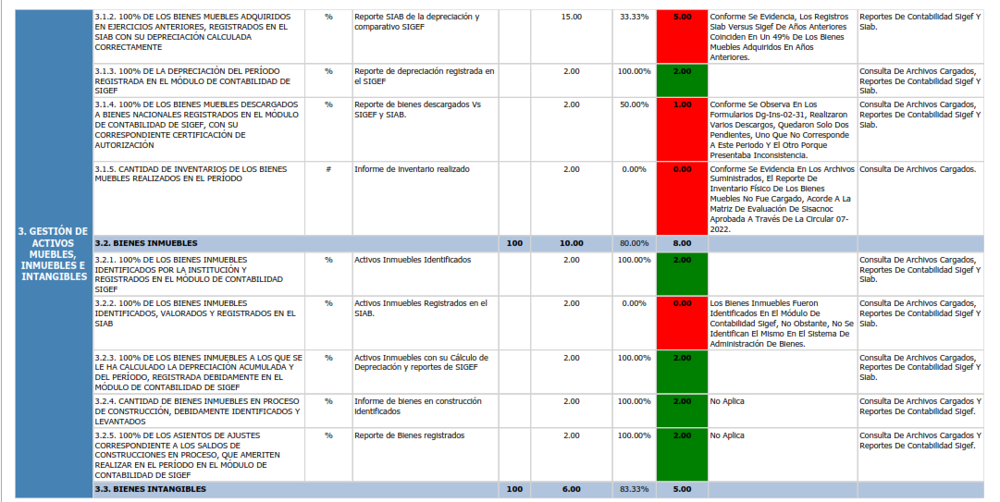 3. GESTIÓN DE
ACTIVOS
MUEBLES,
INMUEBLES E
INTANGIBLES
3.1.2. 100% DE LOS BIENES MUEBLES ADQUIRIDOS
EN EJERCICIOS ANTERIORES, REGISTRADOS EN EL
SIAB CON SU DEPRECIACIÓN CALCULADA
CORRECTAMENTE
%
Reporte SIAB de la depreciación y
comparativo SIGEF
15.00
33.33%
5.00
Conforme Se Evidencia, Los Registros
Siab Versus Sigef De Años Anteriores
Coinciden En Un 49% De Los Bienes
Muebles Adquiridos En Años
Anteriores.
Reportes De Contabilidad Sigef Y
Siab.
3.1.3. 100% DE LA DEPRECIACIÓN DEL PERÍODO
REGISTRADA EN EL MÓDULO DE CONTABILIDAD DE
SIGEF
%
Reporte de depreciación registrada en
el SIGEF
2.00
100.00%
2.00
Consulta De Archivos Cargados,
Reportes De Contabilidad Sigef Y
Siab.
3.1.4. 100% DE LOS BIENES MUEBLES DESCARGADOS
A BIENES NACIONALES REGISTRADOS EN EL MÓDULO
DE CONTABILIDAD DE SIGEF, CON SU
CORRESPONDIENTE CERTIFICACIÓN DE
AUTORIZACIÓN
%
Reporte de bienes descargados Vs
SIGEF y SIAB.
2.00
50.00%
1.00
Conforme Se Observa En Los
Formularios Dg-Ins-02-31, Realizaron
Varios Descargos, Quedaron Solo Dos
Pendientes, Uno Que No Corresponde
A Este Periodo Y El Otro Porque
Presentaba Inconsistencia.
Consulta De Archivos Cargados,
Reportes De Contabilidad Sigef Y
Siab.
3.1.5. CANTIDAD DE INVENTARIOS DE LOS BIENES
MUEBLES REALIZADOS EN EL PERÍODO
#
Informe de inventario realizado
2.00
0.00%
0.00
Conforme Se Evidencia En Los Archivos
Suministrados, El Reporte De
Inventario Físico De Los Bienes
Muebles No Fue Cargado, Acorde A La
Matriz De Evaluación De Sisacnoc
Aprobada A Través De La Circular 07-
2022.
Consulta De Archivos Cargados.
3.2. BIENES INMUEBLES
100
10.00
80.00%
8.00
3.2.1. 100% DE LOS BIENES INMUEBLES
IDENTIFICADOS POR LA INSTITUCIÓN Y
REGISTRADOS EN EL MÓDULO DE CONTABILIDAD
SIGEF
%
Activos Inmuebles Identificados
2.00
100.00%
2.00
Consulta De Archivos Cargados,
Reportes De Contabilidad Sigef Y
Siab.
3.2.2. 100% DE LOS BIENES INMUEBLES
IDENTIFICADOS, VALORADOS Y REGISTRADOS EN EL
SIAB
%
Activos Inmuebles Registrados en el
SIAB.
2.00
0.00%
0.00
Los Bienes Inmuebles Fueron
Identificados En El Módulo De
Contabilidad Sigef, No Obstante, No Se
Identifican El Mismo En El Sistema De
Administración De Bienes.
Consulta De Archivos Cargados,
Reportes De Contabilidad Sigef Y
Siab.
3.2.3. 100% DE LOS BIENES INMUEBLES A LOS QUE SE
LE HA CALCULADO LA DEPRECIACIÓN ACUMULADA Y
DEL PERÍODO, REGISTRADA DEBIDAMENTE EN EL
MÓDULO DE CONTABILIDAD DE SIGEF
%
Activos Inmuebles con su Cálculo de
Depreciación y reportes de SIGEF
2.00
100.00%
2.00
Consulta De Archivos Cargados,
Reportes De Contabilidad Sigef Y
Siab.
3.2.4. CANTIDAD DE BIENES INMUEBLES EN PROCESO
DE CONSTRUCCIÓN, DEBIDAMENTE IDENTIFICADOS Y
LEVANTADOS
%
Informe de bienes en construcción
identificados
2.00
100.00%
2.00
No Aplica
Consulta De Archivos Cargados Y
Reportes De Contabilidad Sigef.
3.2.5. 100% DE LOS ASIENTOS DE AJUSTES
CORRESPONDIENTE A LOS SALDOS DE
CONSTRUCCIONES EN PROCESO, QUE AMERITEN
REALIZAR EN EL PERÍODO EN EL MÓDULO DE
CONTABILIDAD DE SIGEF
%
Reporte de Bienes registrados
2.00
100.00%
2.00
No Aplica
Consulta De Archivos Cargados Y
Reportes De Contabilidad Sigef.
3.3. BIENES INTANGIBLES
100
6.00
83.33%
5.00